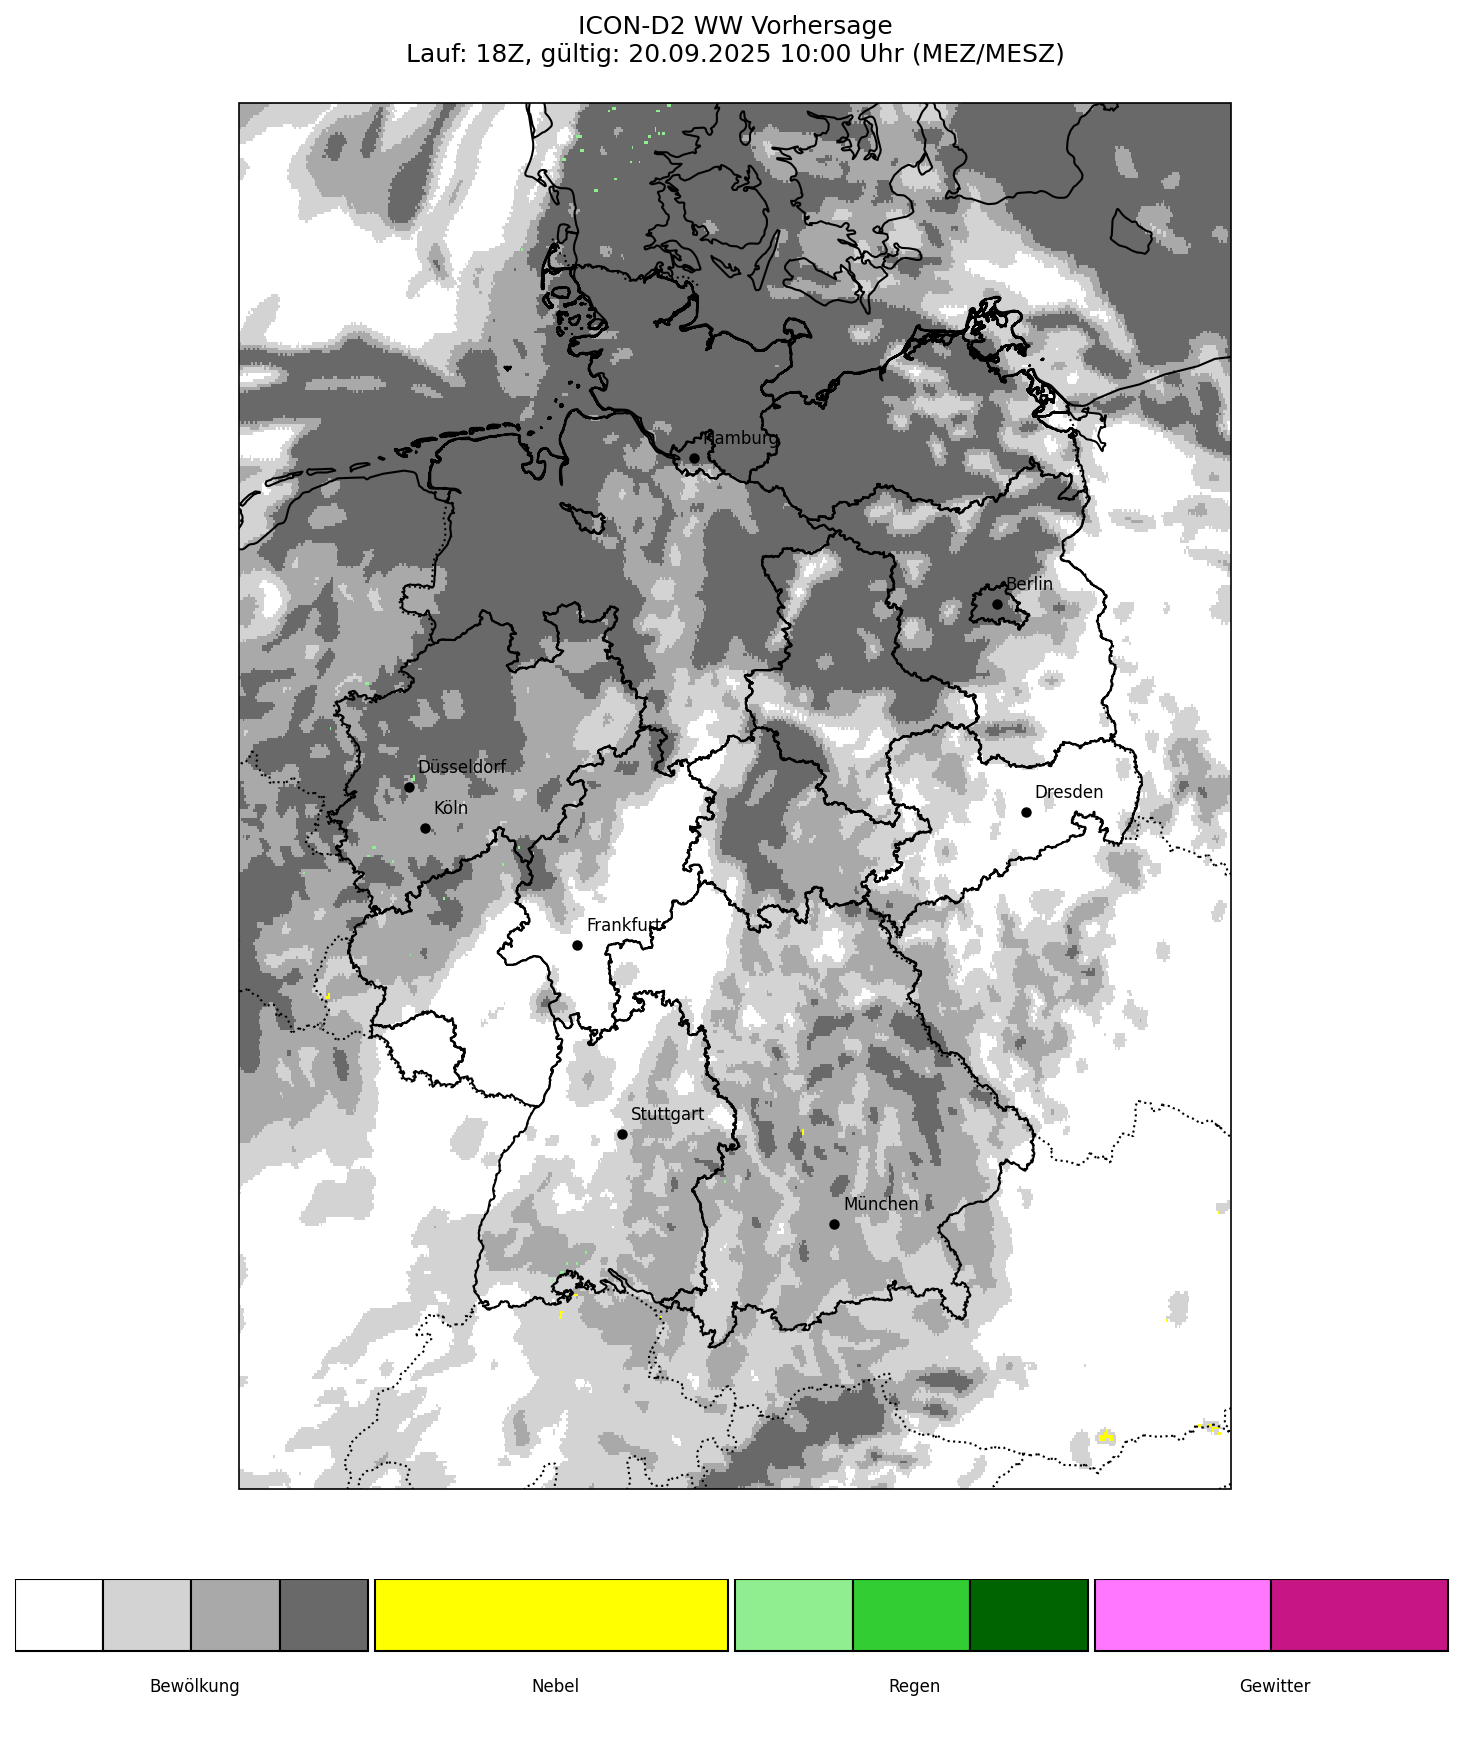 ICON-D2 WW Vorhersage
Lauf: 18Z, gültig: 20.09.2025 10:00 Uhr (MEZ/MESZ)
Hamburg
Berlin
Düsseldorf
Dresden
Köln
Frankfurt
Stuttgart
München
Bewölkung
Nebel
Regen
Gewitter